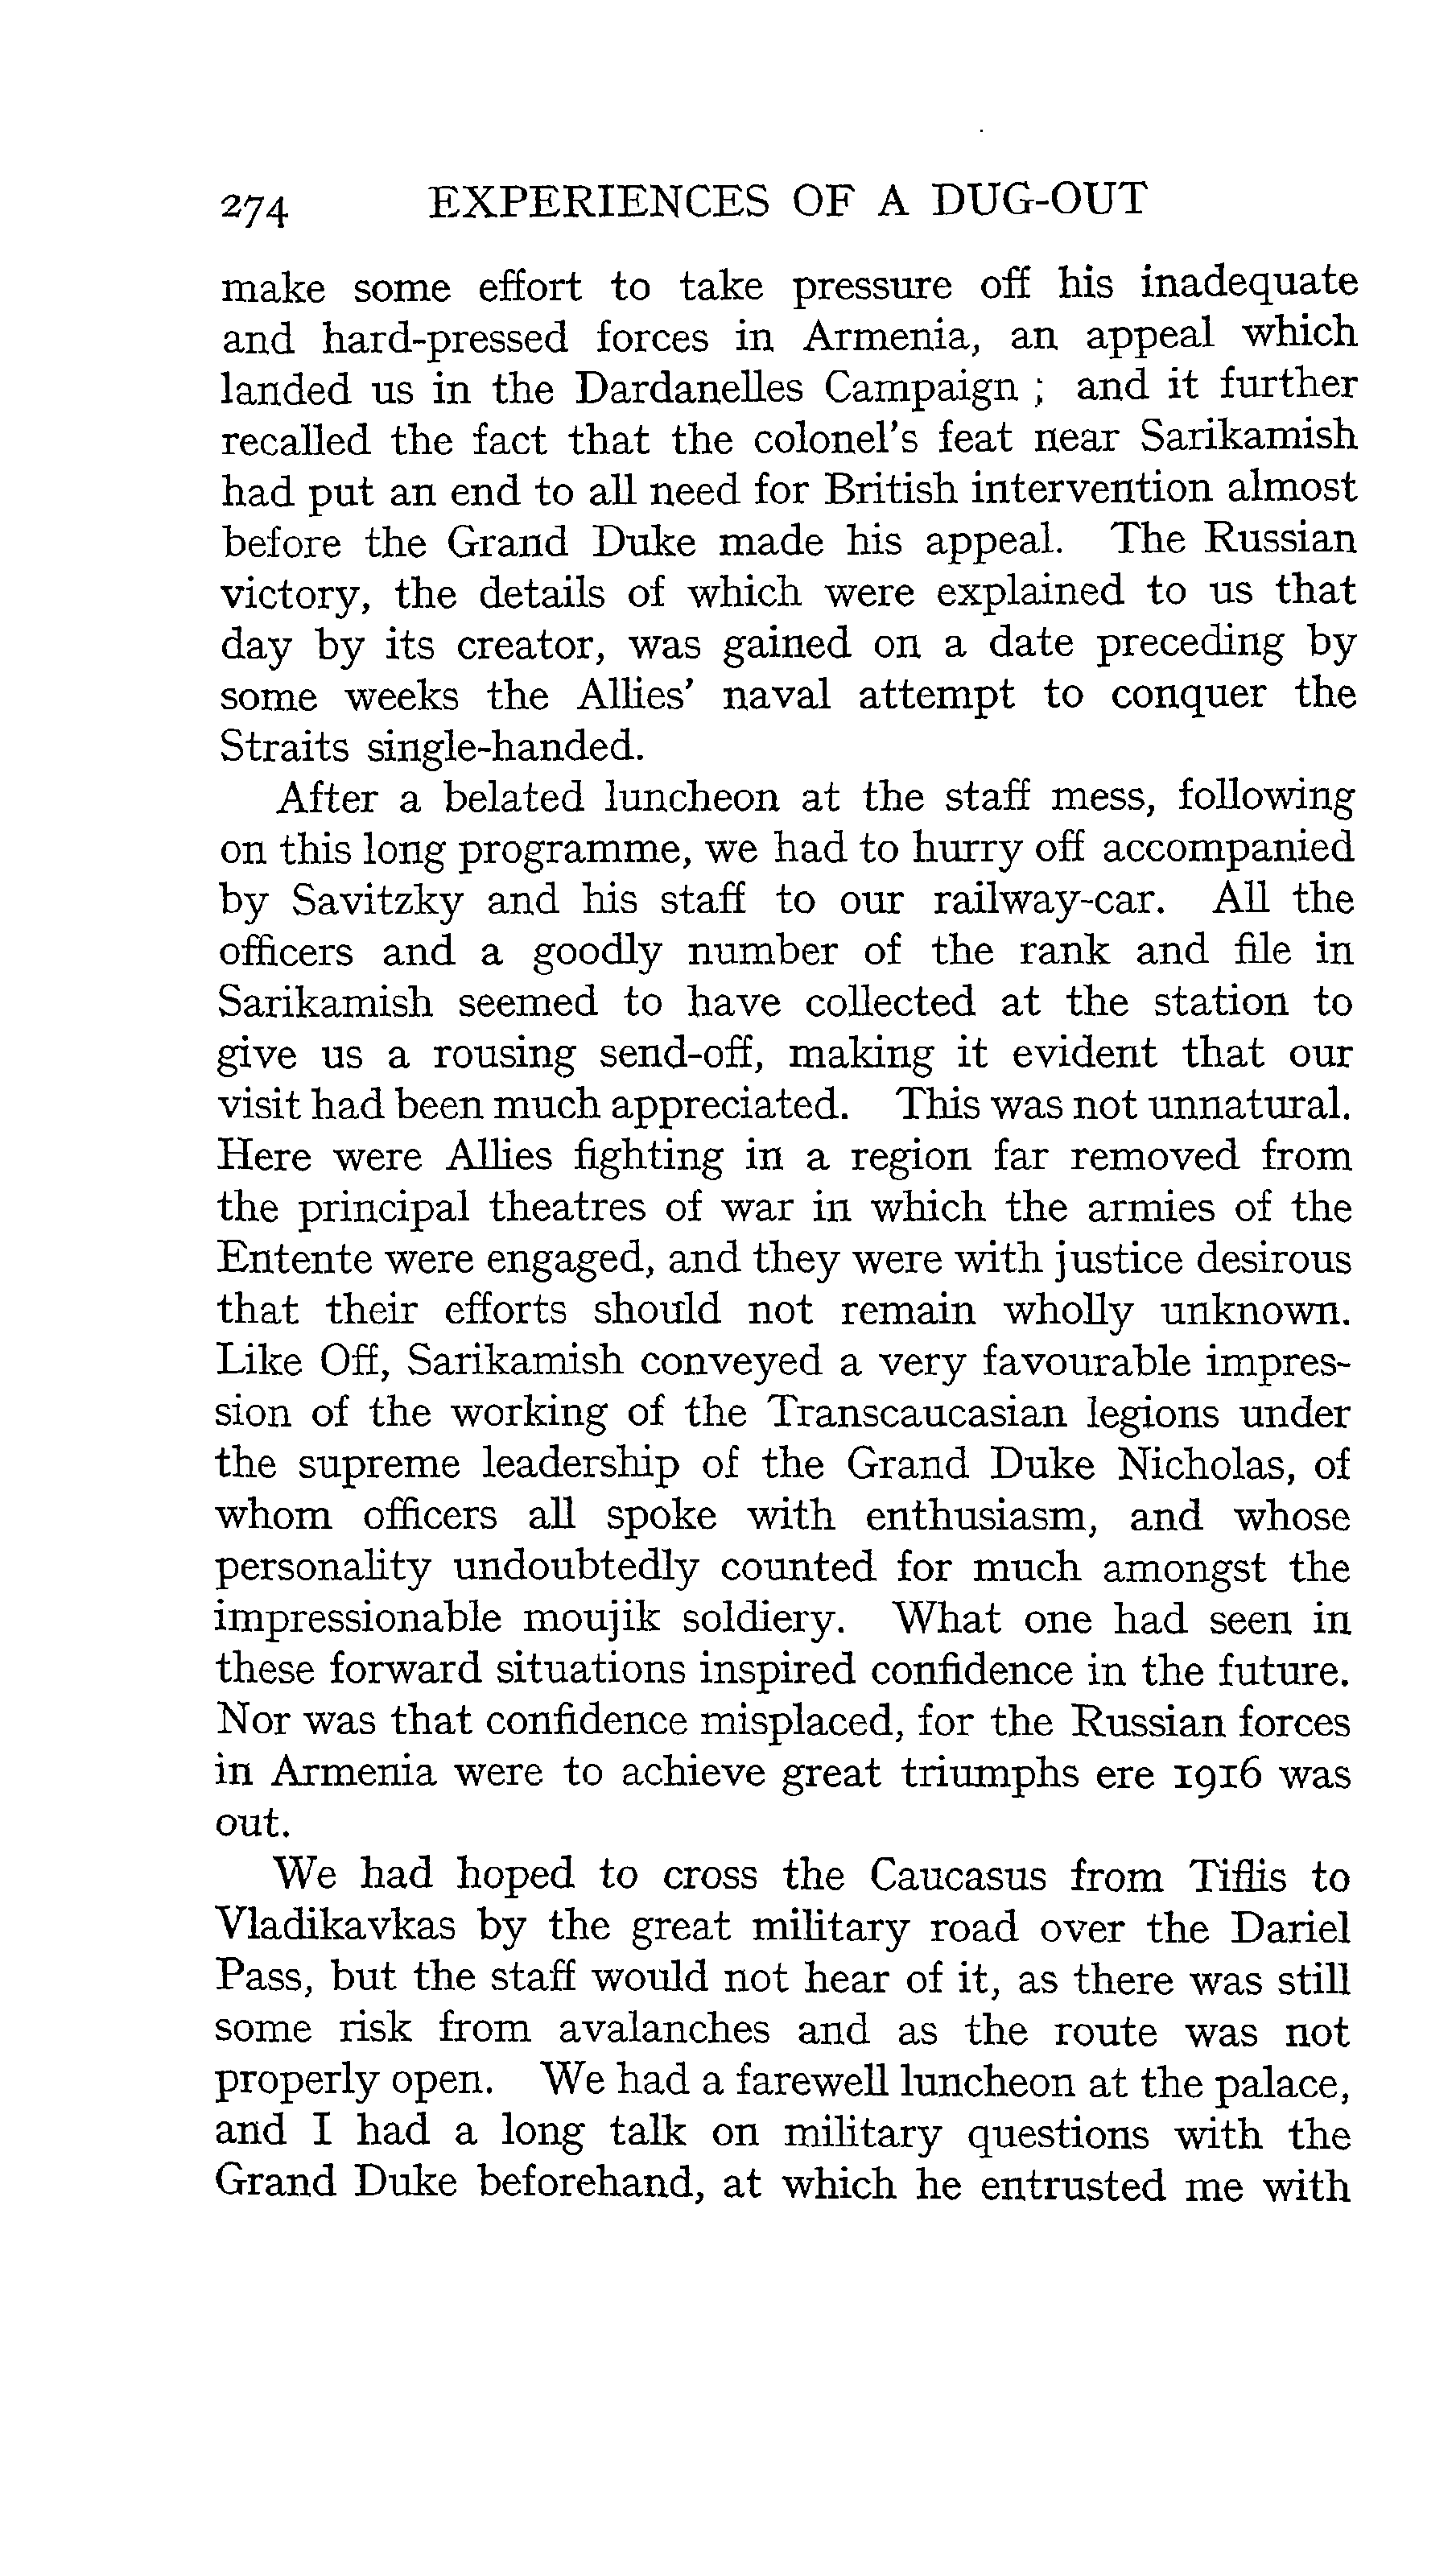 274 EXPERIENCES OF A DUG-OUT
make some effort to take pressure off his inadequate
and hard-pressed forces in Armenia, an appeal which
landed us in the Dardanelles Campaign ; and it further
recalled the fact that the colonel's feat near Sarikamish
had put an end to all need for British intervention almost
before the Grand Duke made his appeal. The Russian
victory, the details of which were explained to us that
day by its creator, was gained on a date preceding by
some weeks the Allies' naval attempt to conquer the
Straits single-handed.
After a belated luncheon at the staff mess, following
on this long programme, we had to hurry off accompanied
by Savitzky and his staff to our railway-car. All the
officers and a goodly number of the rank and file in
Sarikamish seemed to have collected at the station to
give us a rousing send-off, making it evident that our
visit had been much appreciated. This was not unnatural.
Here were Allies fighting in a region far removed from
the principal theatres of war in which the armies of the
Entente were engaged, and they were with justice desirous
that their efforts should not remain wholly unknown.
Like Off, Sarikamish conveyed a very favourable impres-
sion of the working of the Transcaucasian legions under
the supreme leadership of the Grand Duke Nicholas, of
whom officers all spoke with enthusiasm, and whose
personality undoubtedly counted for much amongst the
impressionable moujik soldiery. What one had seen in
these forward situations inspired confidence in the future.
Nor was that confidence misplaced, for the Russian forces
in Armenia were to achieve great triumphs ere 1916 was
out.
We had hoped to cross the Caucasus from Tiflis to
Vladikavkas by the great military road over the Dariel
Pass, but the staff would not hear of it, as there was still
some risk from avalanches and as the route was not
properly open. We had a farewell luncheon at the palace,
and I had a long talk on military questions with the
Grand Duke beforehand, at which he entrusted me with